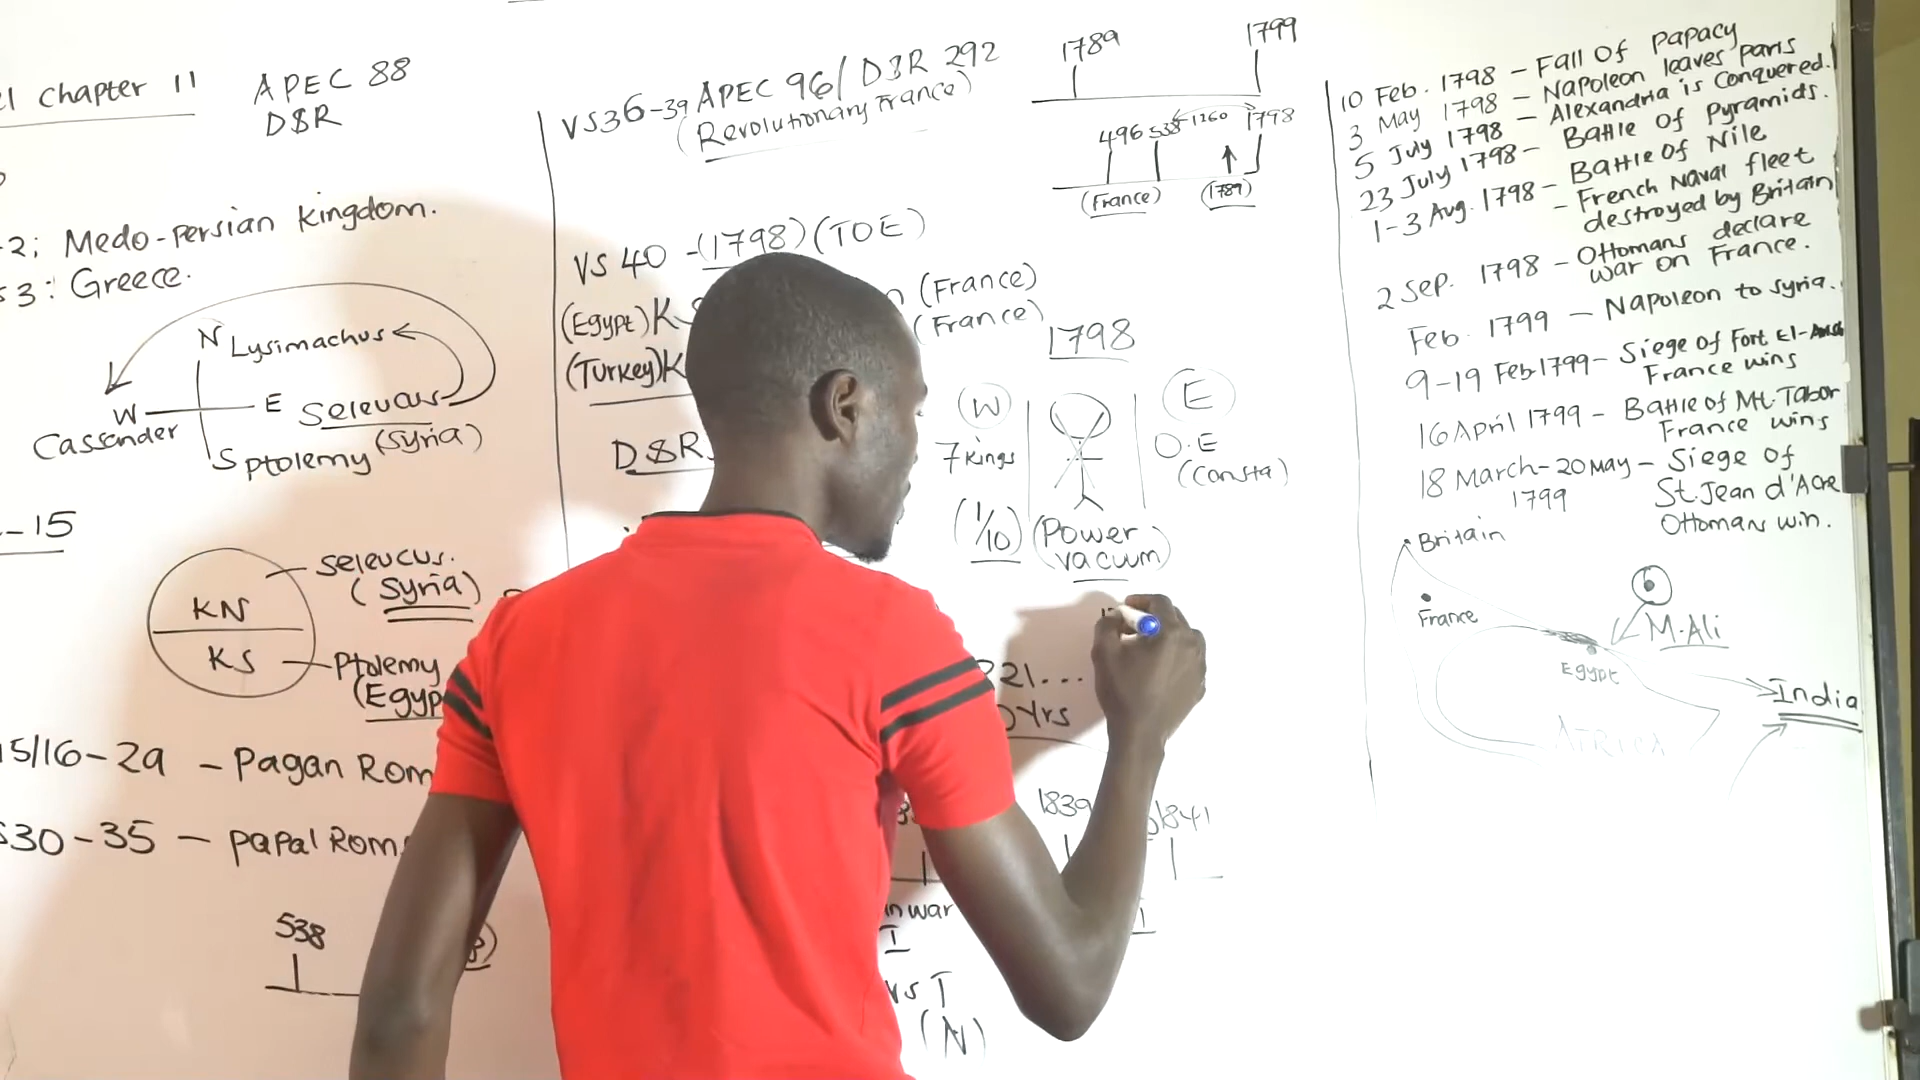 Chapter 11
APEC 88
D&R
-2; Medo-Persian Kingdom.
s 3: Greece.
N Lysimachus
W
Cassander
E Seleucus
(Syria)
S Ptolemy
-15
KN
KS
Seleucus.
(Syria)
Ptolemy
15/16-29 - Pagan Rom
s30-35 - Papal Rom
538
VS36-39 APEC 96/ D&R 292
(Revolutionary France)
VS 40 -(1798)(TOE)
(Egypt)
(France)
(Turkey)
(France)
D&R
1789
1799
496 538 1260 1798
(France)
(1789)
1798
W
7 Kings
(1/10)
(Power
vacuum)
E
O.E
(Consta)
21...
Yrs
1839
1841
war
I
vs T
(N)
10 Feb. 1798 - Fall Of Papacy
3 May 1798 - Napoleon leaves Paris
5 July 1798 - Alexandria is Conquered.
23 July 1798 - Battle of Pyramids.
1-3 Aug. 1798 - Battle Of Nile
- French Naval fleet
destroyed by Britain
2 Sep. 1798 - Ottomans declare
war on France.
Feb. 1799 - Napoleon to Syria.
9-19 Feb 1799 - Siege of Fort El-
France wins
16 April 1799 - Battle of Mt. Tabor
France wins
18 March-20 May - Siege of
1799
St. Jean d'Acre
Ottomans win.
Britain
France
Egypt
M.Ali
India
Africa